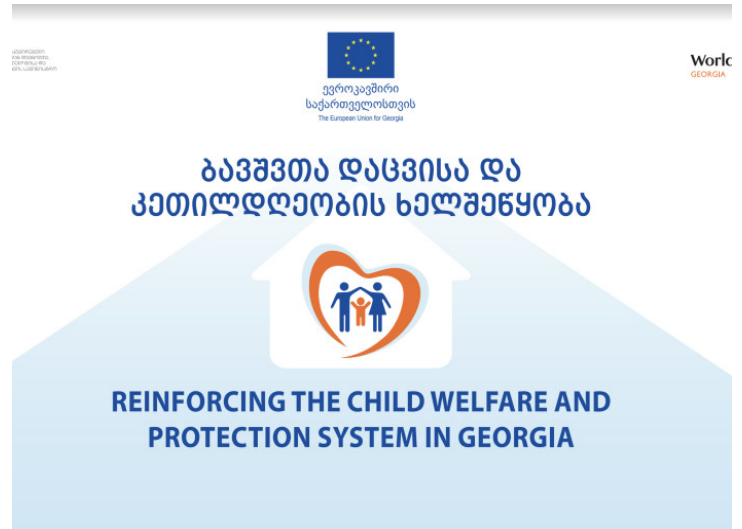 ევროკავშირი
საქართველოსთვის
The European Union for Georgia
World
GEORGIA
ბავშვთა დაცვისა და
კეთილდღეობის ხელშეწყობა
REINFORCING THE CHILD WELFARE AND
PROTECTION SYSTEM IN GEORGIA